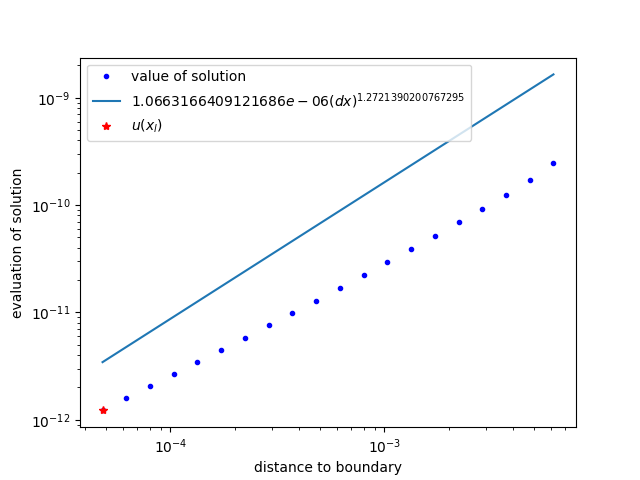 value of solution
1.0663166409121686e − 06(dx)^1.2721390200767295
u(x_l)
10^−9
10^−10
10^−11
10^−12
evaluation of solution
10^−4
10^−3
distance to boundary